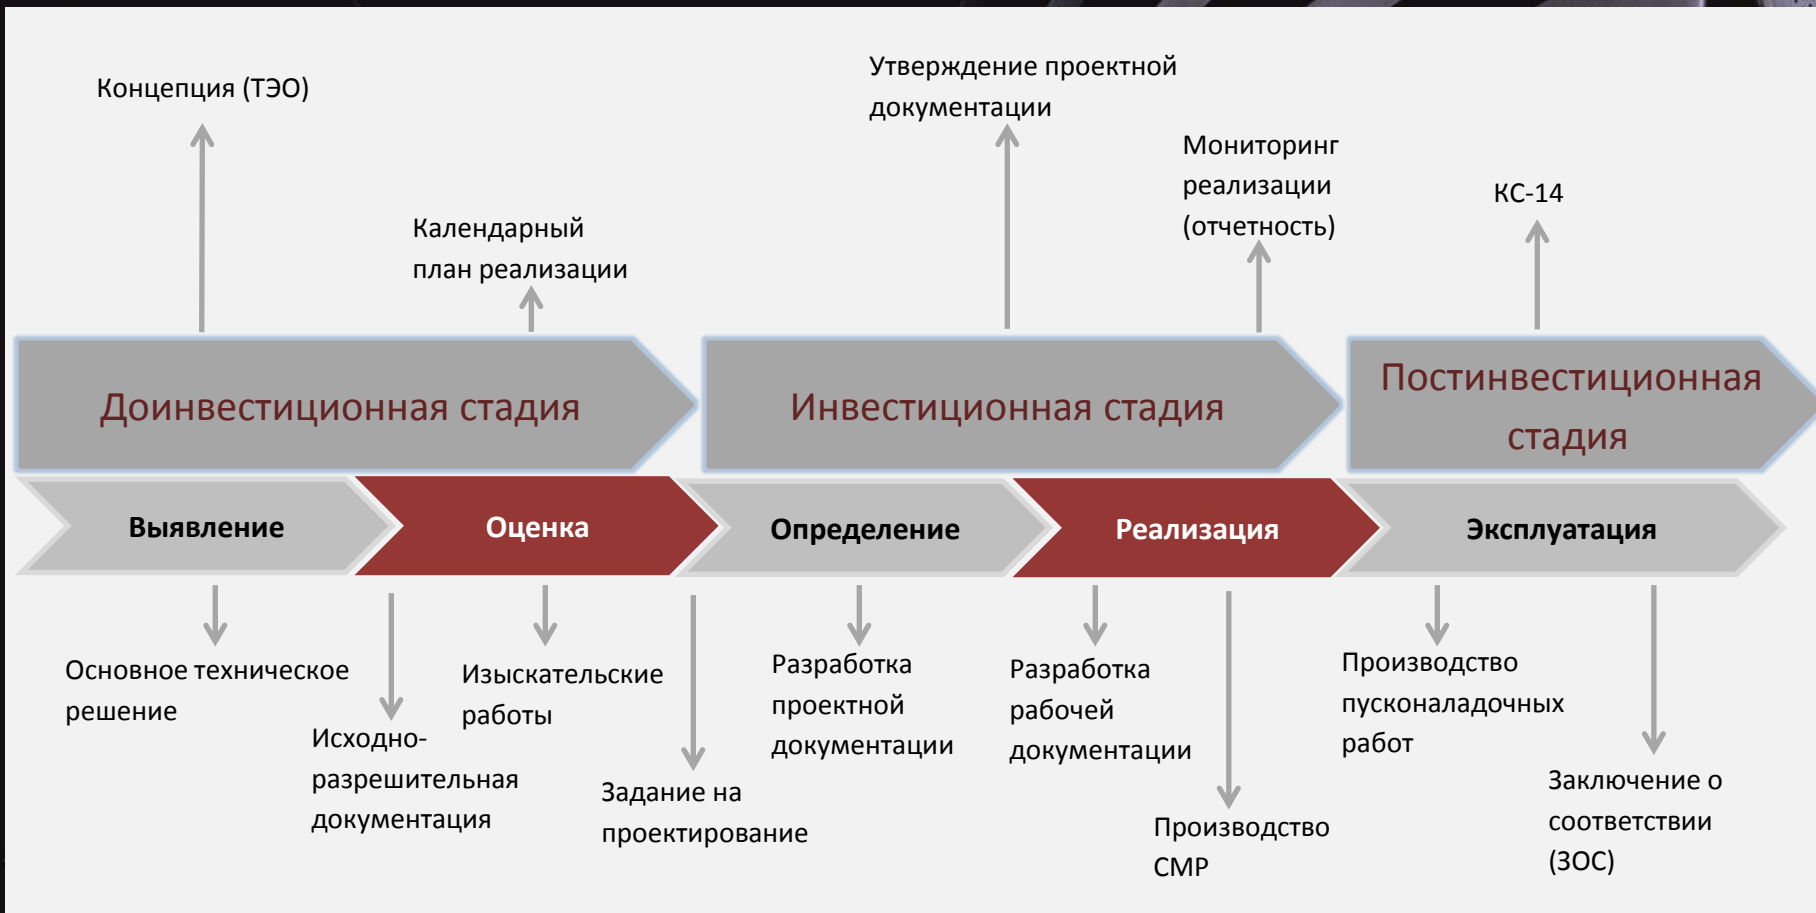 Концепция (ТЭО)
Календарный
план реализации
Утверждение проектной
документации
Мониторинг
реализации
(отчетность)
КС-14
Доинвестиционная стадия
Инвестиционная стадия
Постинвестиционная
стадия
Выявление
Оценка
Определение
Реализация
Эксплуатация
Основное техническое
решение
Исходно-
разрешительная
документация
Изыскательские
работы
Задание на
проектирование
Разработка
проектной
документации
Разработка
рабочей
документации
Производство
СМР
Производство
пусконаладочных
работ
Заключение о
соответствии
(ЗОС)